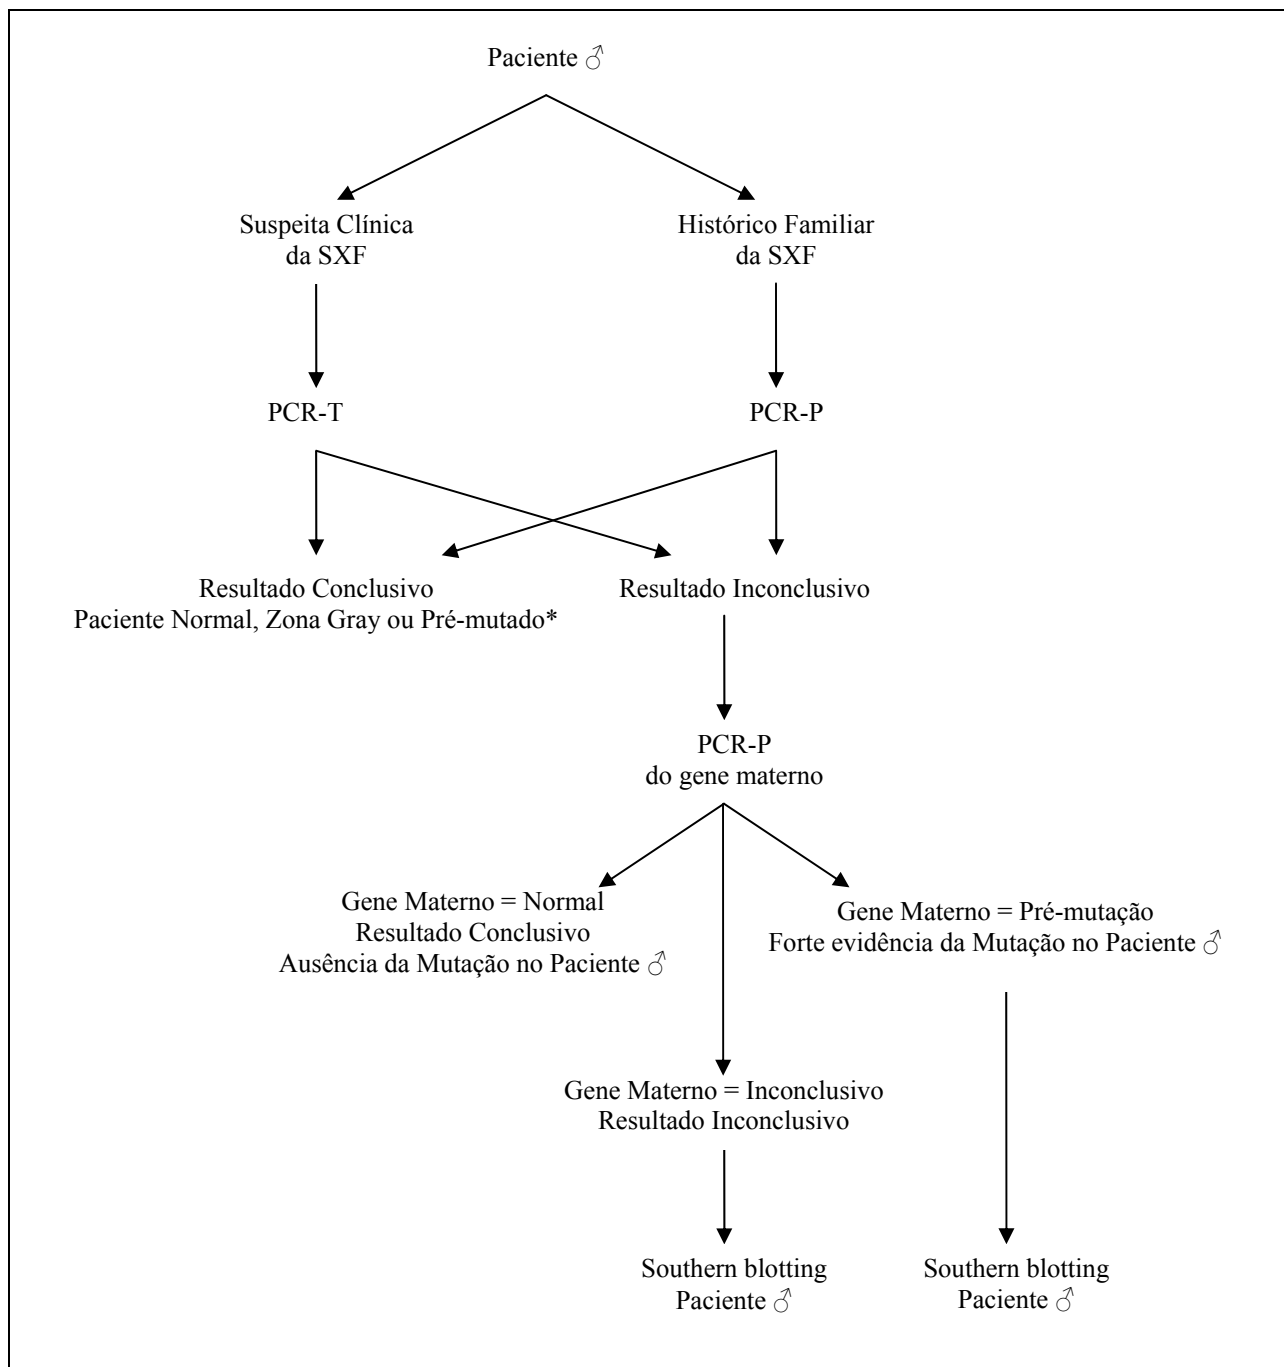 Paciente ♂
Suspeita Clínica
da SXF
Histórico Familiar
da SXF
PCR-T
PCR-P
Resultado Conclusivo
Paciente Normal, Zona Gray ou Pré-mutado*
Resultado Inconclusivo
PCR-P
do gene materno
Gene Materno = Normal
Resultado Conclusivo
Ausência da Mutação no Paciente ♂
Gene Materno = Pré-mutação
Forte evidência da Mutação no Paciente ♂
Gene Materno = Inconclusivo
Resultado Inconclusivo
Southern blotting
Paciente ♂
Southern blotting
Paciente ♂